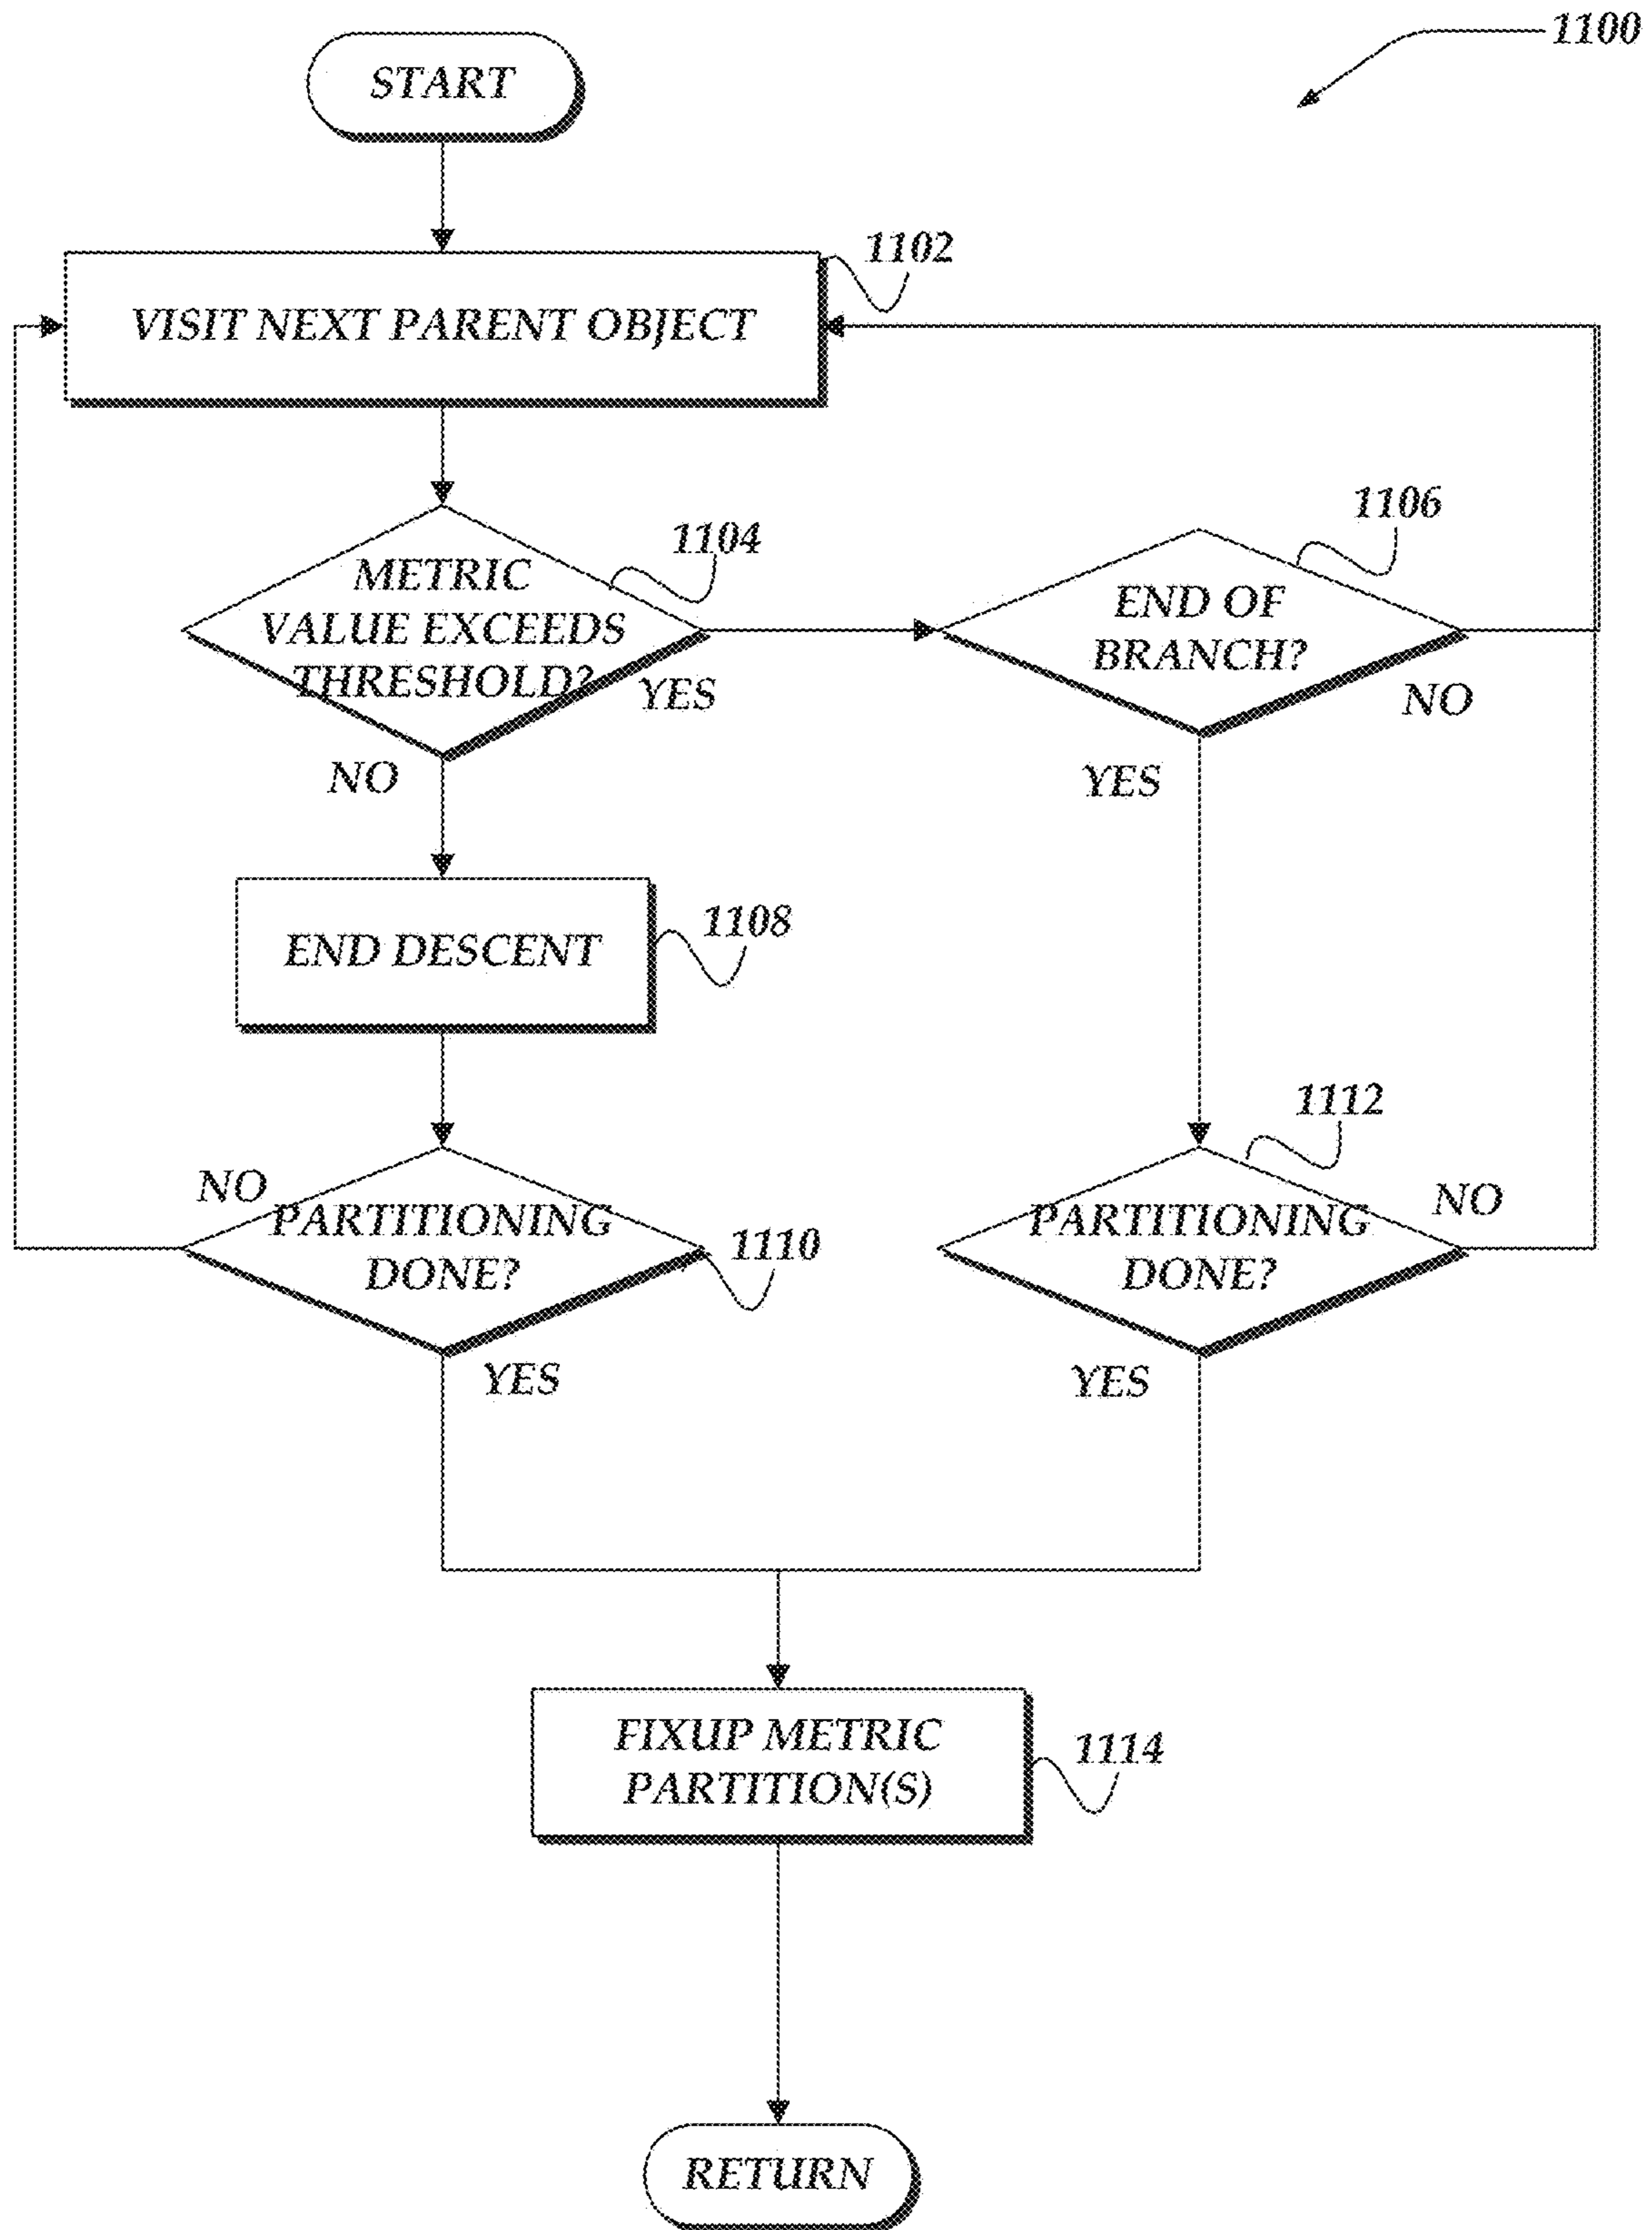 1100
START
1102
VISIT NEXT PARENT OBJECT
1104
1106
METRIC
VALUE EXCEEDS
THRESHOLD?
YES
NO
END OF
BRANCH?
NO
YES
1108
END DESCENT
1112
NO
PARTITIONING
DONE?
1110
YES
PARTITIONING
DONE?
NO
YES
FIXUP METRIC
PARTITION(S)
1114
RETURN